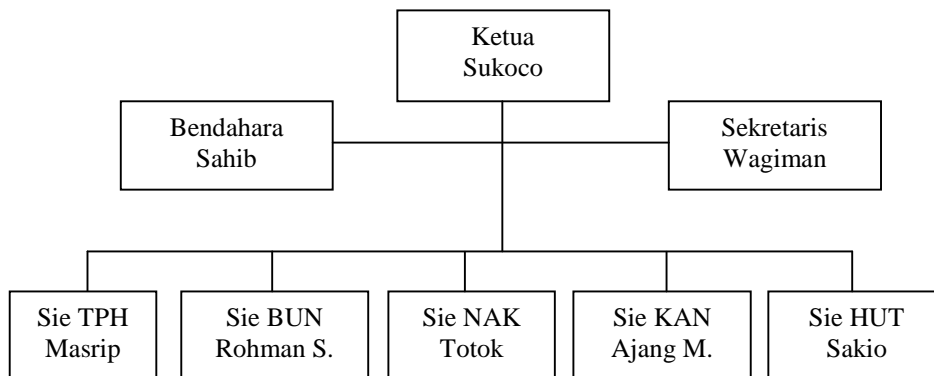 Ketua
Sukoco
Bendahara
Sahib
Sekretaris
Wagiman
Sie TPH
Masrip
Sie BUN
Rohman S.
Sie NAK
Totok
Sie KAN
Ajang M.
Sie HUT
Sakio